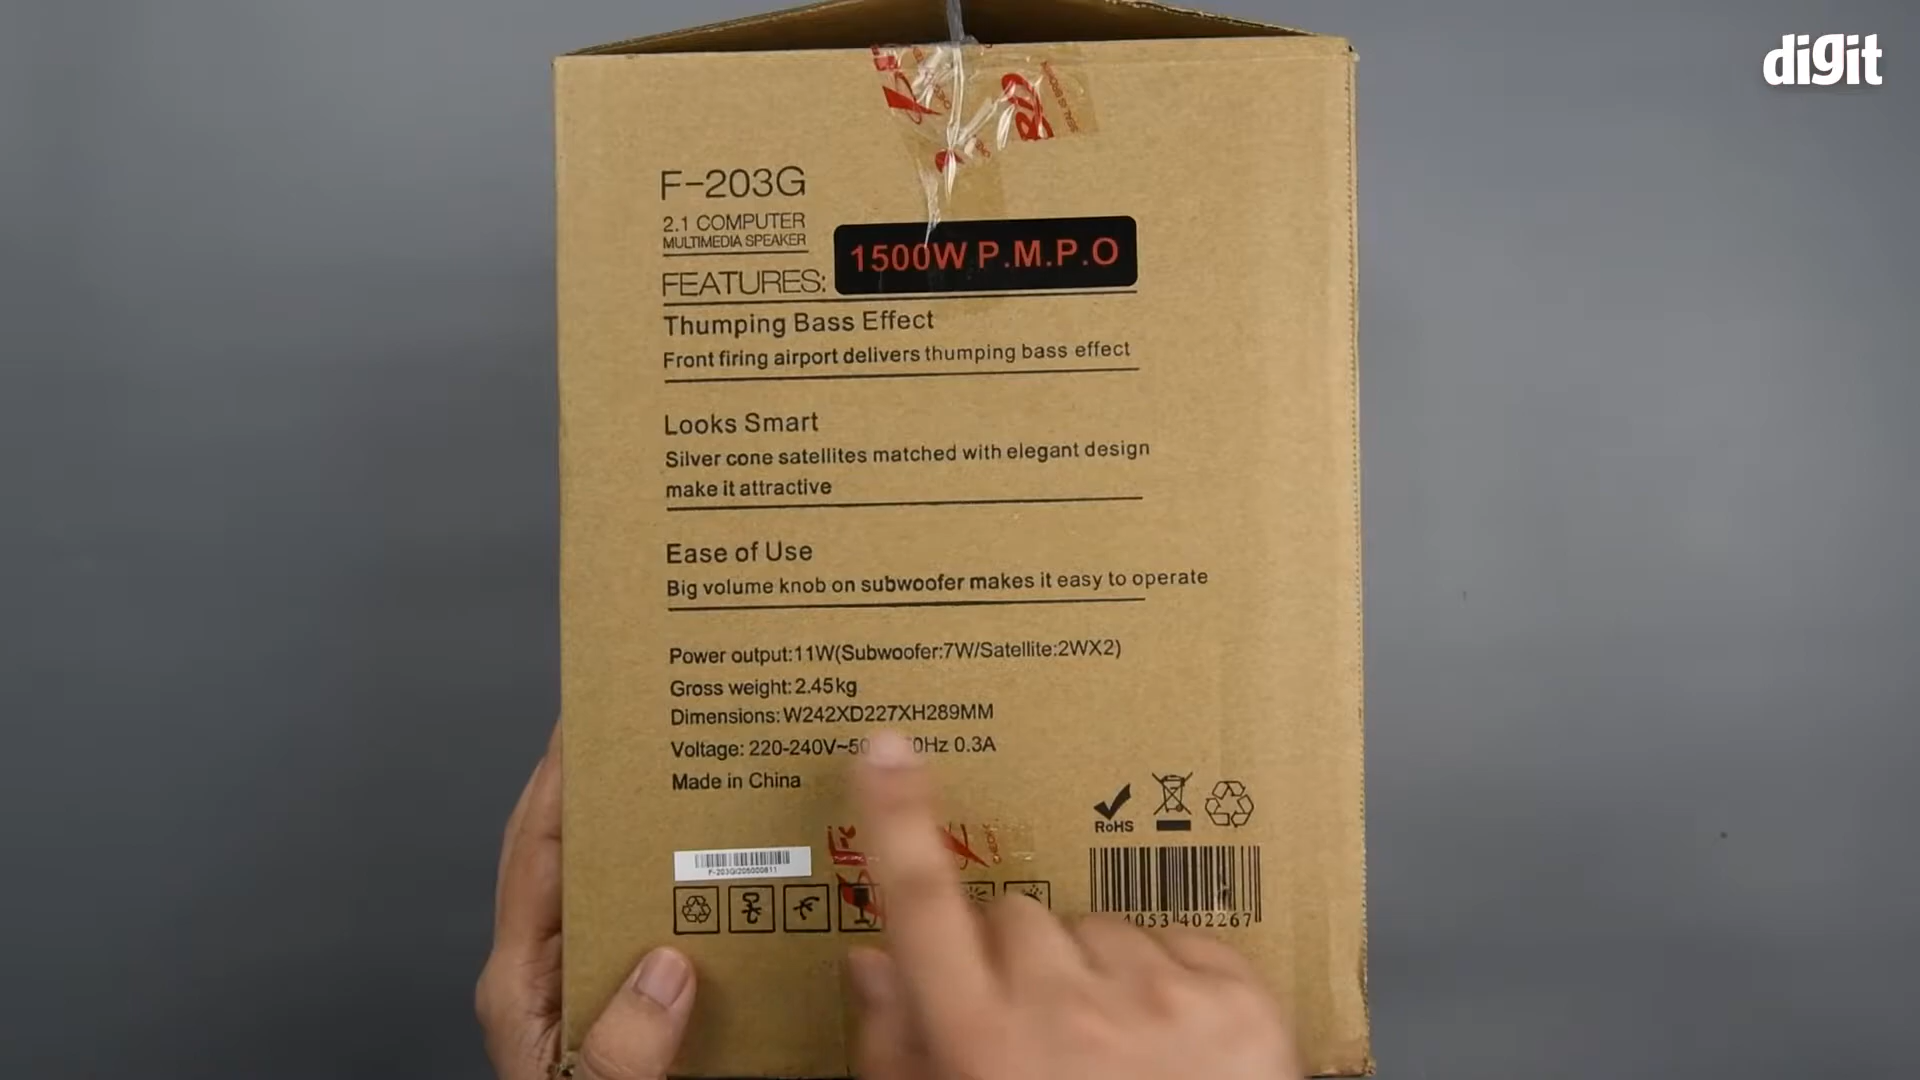 digit
F-203G
2.1 COMPUTER
MULTIMEDIA SPEAKER
FEATURES:
1500W P.M.P.O
Thumping Bass Effect
Front firing airport delivers thumping bass effect
Looks Smart
Silver cone satellites matched with elegant design
make it attractive
Ease of Use
Big volume knob on subwoofer makes it easy to operate
Power output:11W(Subwoofer:7W/Satellite:2WX2)
Gross weight:2.45kg
Dimensions:W242XD227XH289MM
Voltage: 220-240V~50 0Hz 0.3A
Made in China
RoHS
4053 402267